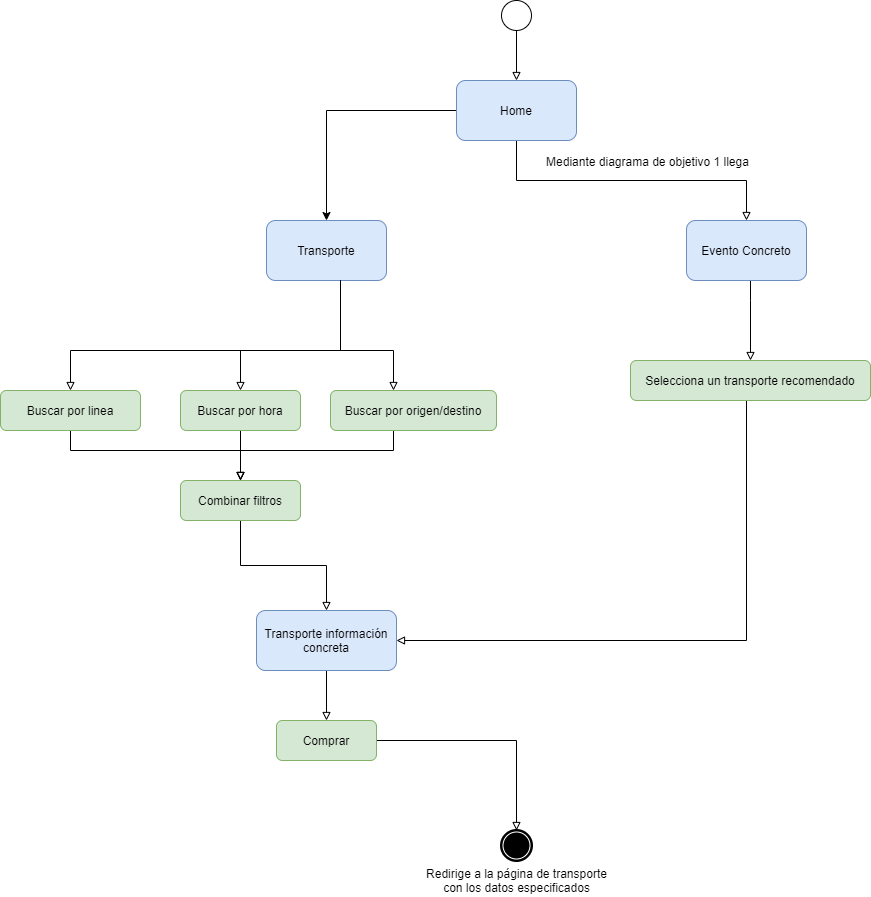 Home
Mediante diagrama de objetivo 1 llega
Transporte
Evento Concreto
Selecciona un transporte recomendado
Buscar por linea
Buscar por hora
Buscar por origen/destino
Combinar filtros
Transporte información
concreta
Comprar
Redirige a la página de transporte
con los datos especificados